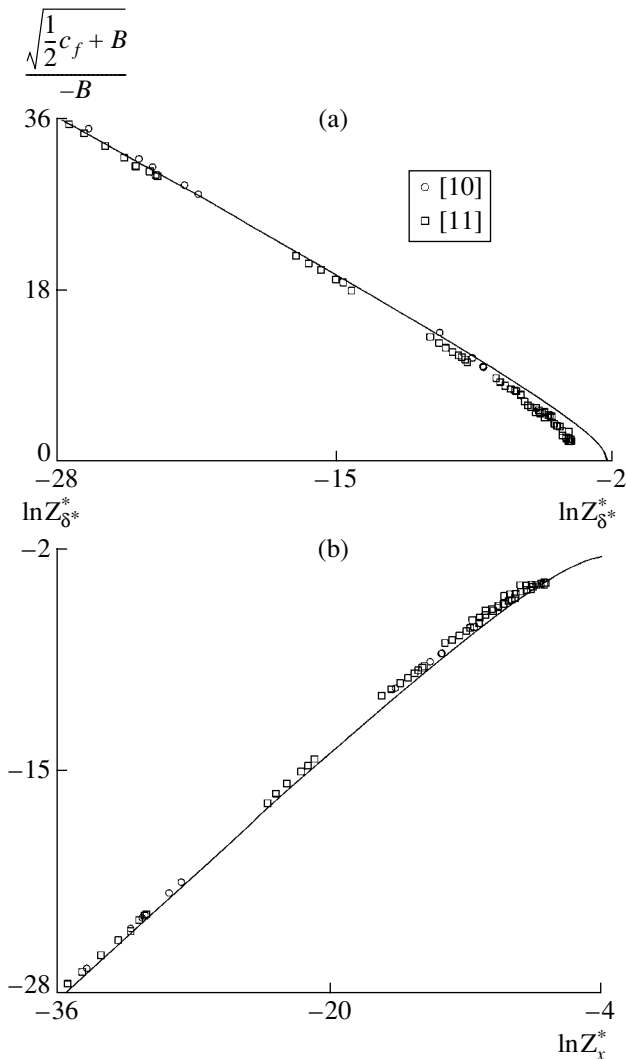 √(1/2 c_f + B)
−B
36
(a)
[10]
[11]
18
0
−28
−15
−2
lnZ*_δ*
lnZ*_δ*
−2
(b)
−15
−28
−36
−20
−4
lnZ*_x